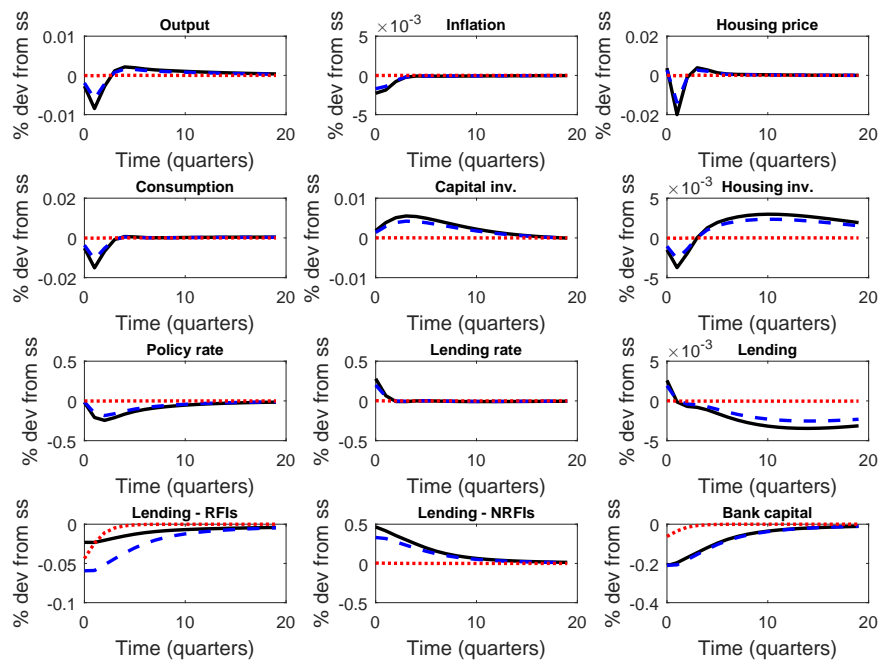 Output
% dev from ss
0.01
0
-0.01
0 10 20
Time (quarters)
Inflation
×10⁻³
% dev from ss
5
0
-5
0 10 20
Time (quarters)
Housing price
% dev from ss
0.02
0
-0.02
0 10 20
Time (quarters)
Consumption
% dev from ss
0.02
0
-0.02
0 10 20
Time (quarters)
Capital inv.
% dev from ss
0.01
0
-0.01
0 10 20
Time (quarters)
Housing inv.
×10⁻³
% dev from ss
5
0
-5
0 10 20
Time (quarters)
Policy rate
% dev from ss
0.5
0
-0.5
0 10 20
Time (quarters)
Lending rate
% dev from ss
0.5
0
-0.5
0 10 20
Time (quarters)
Lending
×10⁻³
% dev from ss
5
0
-5
0 10 20
Time (quarters)
Lending - RFIs
% dev from ss
0
-0.05
-0.1
0 10 20
Time (quarters)
Lending - NRFIs
% dev from ss
0.5
0
-0.5
0 10 20
Time (quarters)
Bank capital
% dev from ss
0
-0.2
-0.4
0 10 20
Time (quarters)